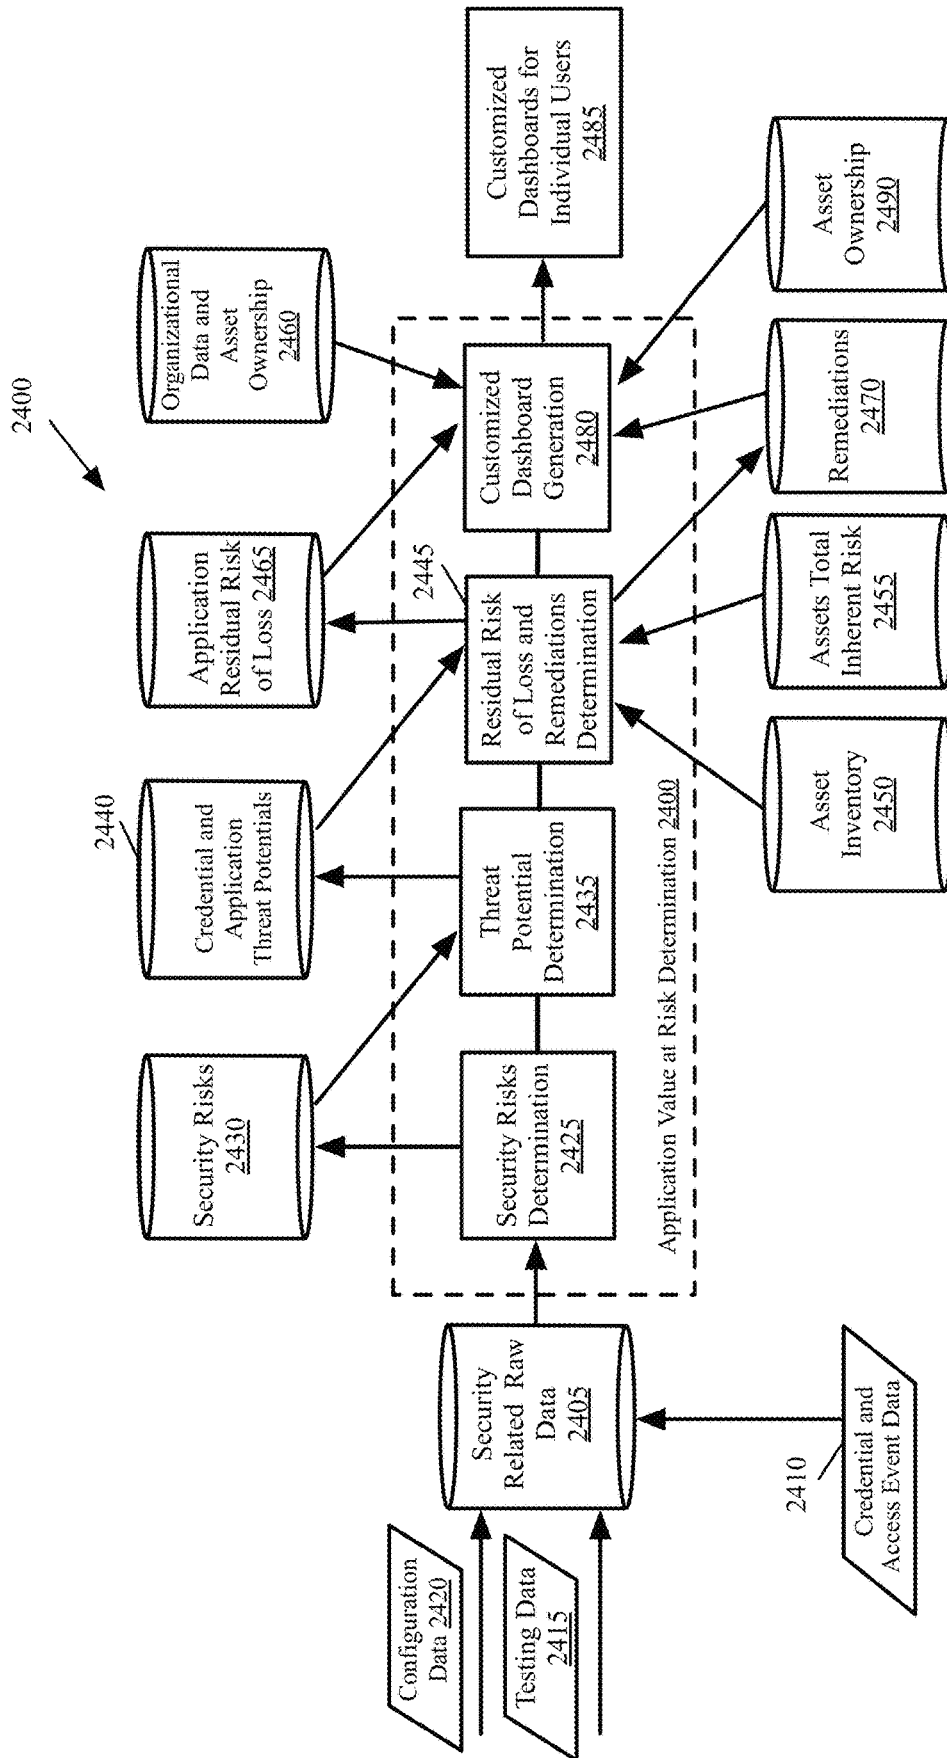 2400
Organizational
Data and
Asset
Ownership
2460
Application
Residual Risk
of Loss 2465
2440
Credential and
Application
Threat Potentials
Security Risks
2430
2445
Customized
Dashboards for
Individual Users
2485
Customized
Dashboard
Generation
2480
Residual Risk
of Loss and
Remediations
Determination
Threat
Potential
Determination
2435
Security Risks
Determination
2425
Application Value at Risk Determination 2400
Security
Related Raw
Data
2405
Configuration
Data 2420
Testing Data
2415
2410
Credential and
Access Event Data
Asset
Inventory
2450
Assets Total
Inherent Risk
2455
Remediations
2470
Asset
Ownership
2490